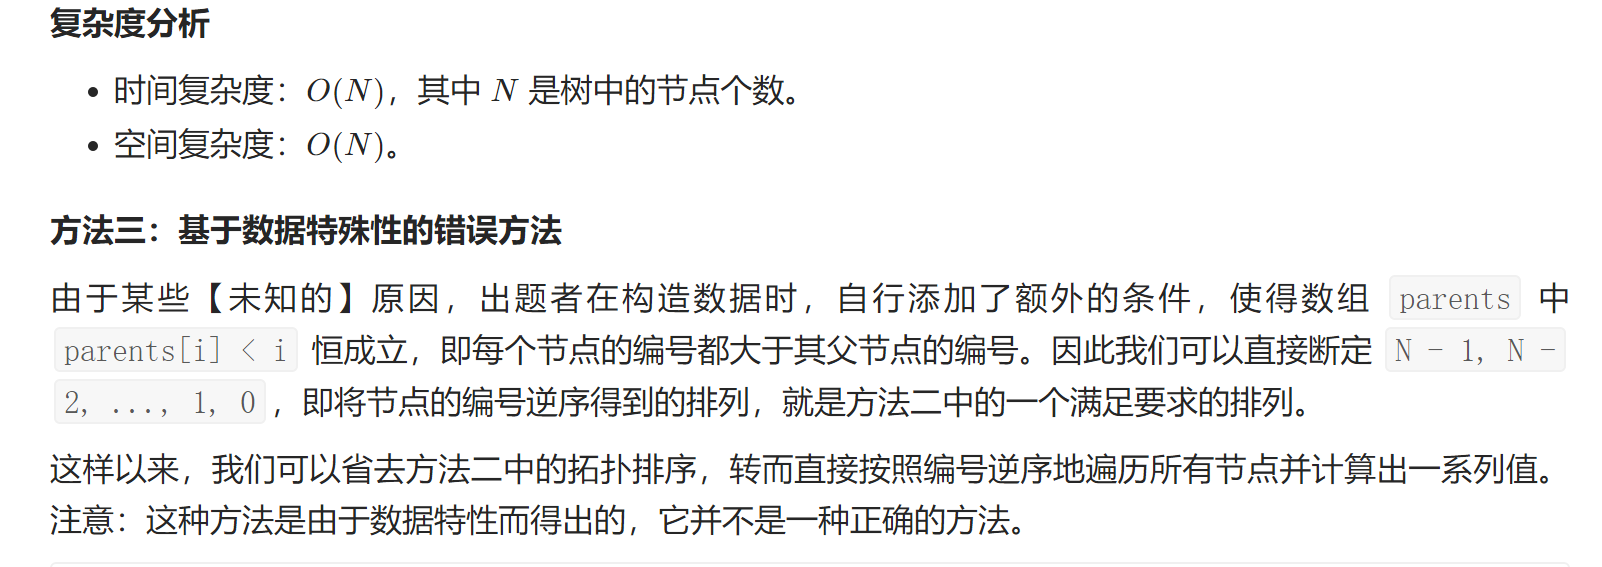 复杂度分析
• 时间复杂度：O(N)，其中 N 是树中的节点个数。
• 空间复杂度：O(N)。
方法三：基于数据特殊性的错误方法
由于某些【未知的】原因，出题者在构造数据时，自行添加了额外的条件，使得数组 parents 中
parents[i] < i 恒成立，即每个节点的编号都大于其父节点的编号。因此我们可以直接断定 N - 1, N -
2, ..., 1, 0，即将节点的编号逆序得到的排列，就是方法二中的一个满足要求的排列。
这样以来，我们可以省去方法二中的拓扑排序，转而直接按照编号逆序地遍历所有节点并计算出一系列值。
注意：这种方法是由于数据特性而得出的，它并不是一种正确的方法。